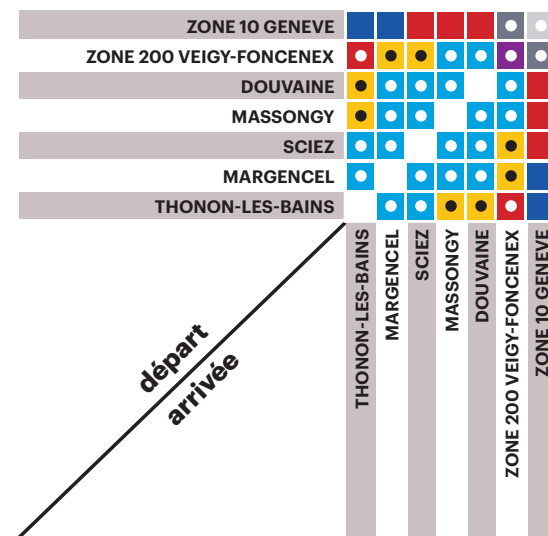 ZONE 10 GENEVE
ZONE 200 VEIGY-FONCENEX
DOUVAINE
MASSONGY
SCIEZ
MARGENCEL
THONON-LES-BAINS
départ
arrivée
THONON-LES-BAINS
MARGENCEL
SCIEZ
MASSONGY
DOUVAINE
ZONE 200 VEIGY-FONCENEX
ZONE 10 GENEVE